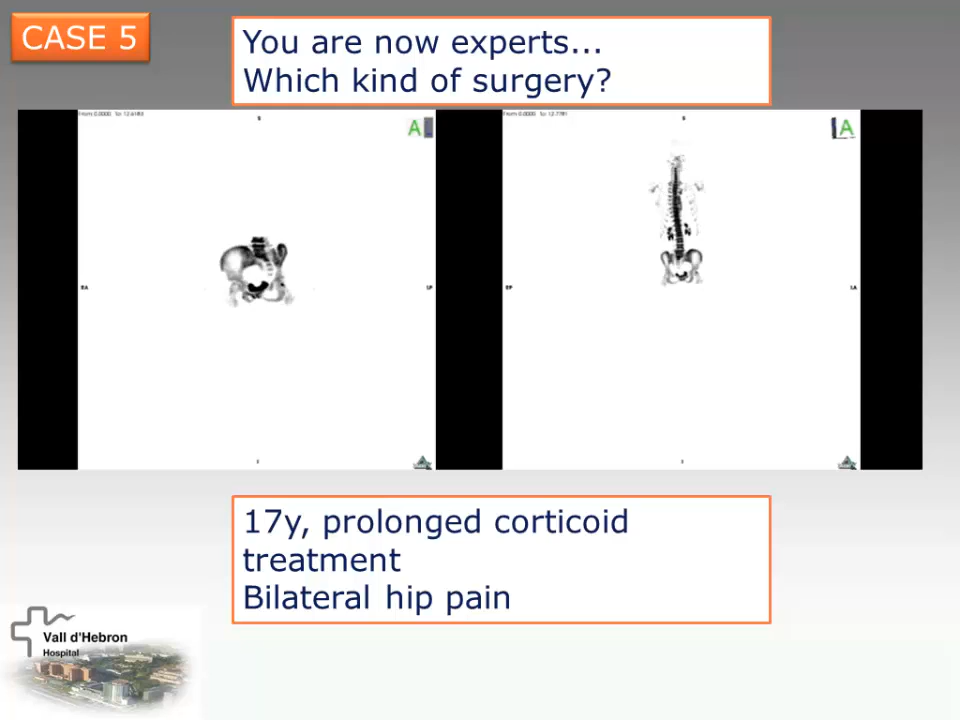 CASE 5
You are now experts...
Which kind of surgery?
A
A
17y, prolonged corticoid
treatment
Bilateral hip pain
Vall d'Hebron
Hospital